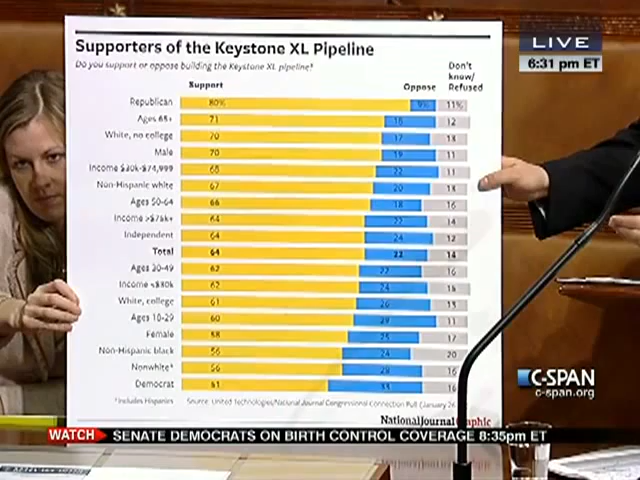 LIVE
6:31 pm ET
Supporters of the Keystone XL Pipeline
Do you support or oppose building the Keystone XL pipeline?
Support Oppose Don't know/Refused
Republican 80% 9% 11%
Ages 65+ 71 16 12
White, no college 70 17 13
Male 70 19 11
Income $30k-$74,999 68 22 11
Non-Hispanic white 67 20 13
Ages 50-64 66 18 16
Income >$75k+ 64 22 14
Independent 64 24 12
Total 64 22 14
Ages 30-49 62 22 16
Income <$30k 62
White, college 61 26 13
Ages 18-29 60 29 11
Female 58 25 17
Non-Hispanic black 56 24 20
Nonwhite* 56 28 16
Democrat 51 33 16
*Includes Hispanics Source: United Technologies/National Journal Congressional Connection Poll (January 26
NationalJournal Graphic
C-SPAN
c-span.org
WATCH SENATE DEMOCRATS ON BIRTH CONTROL COVERAGE 8:35pm ET